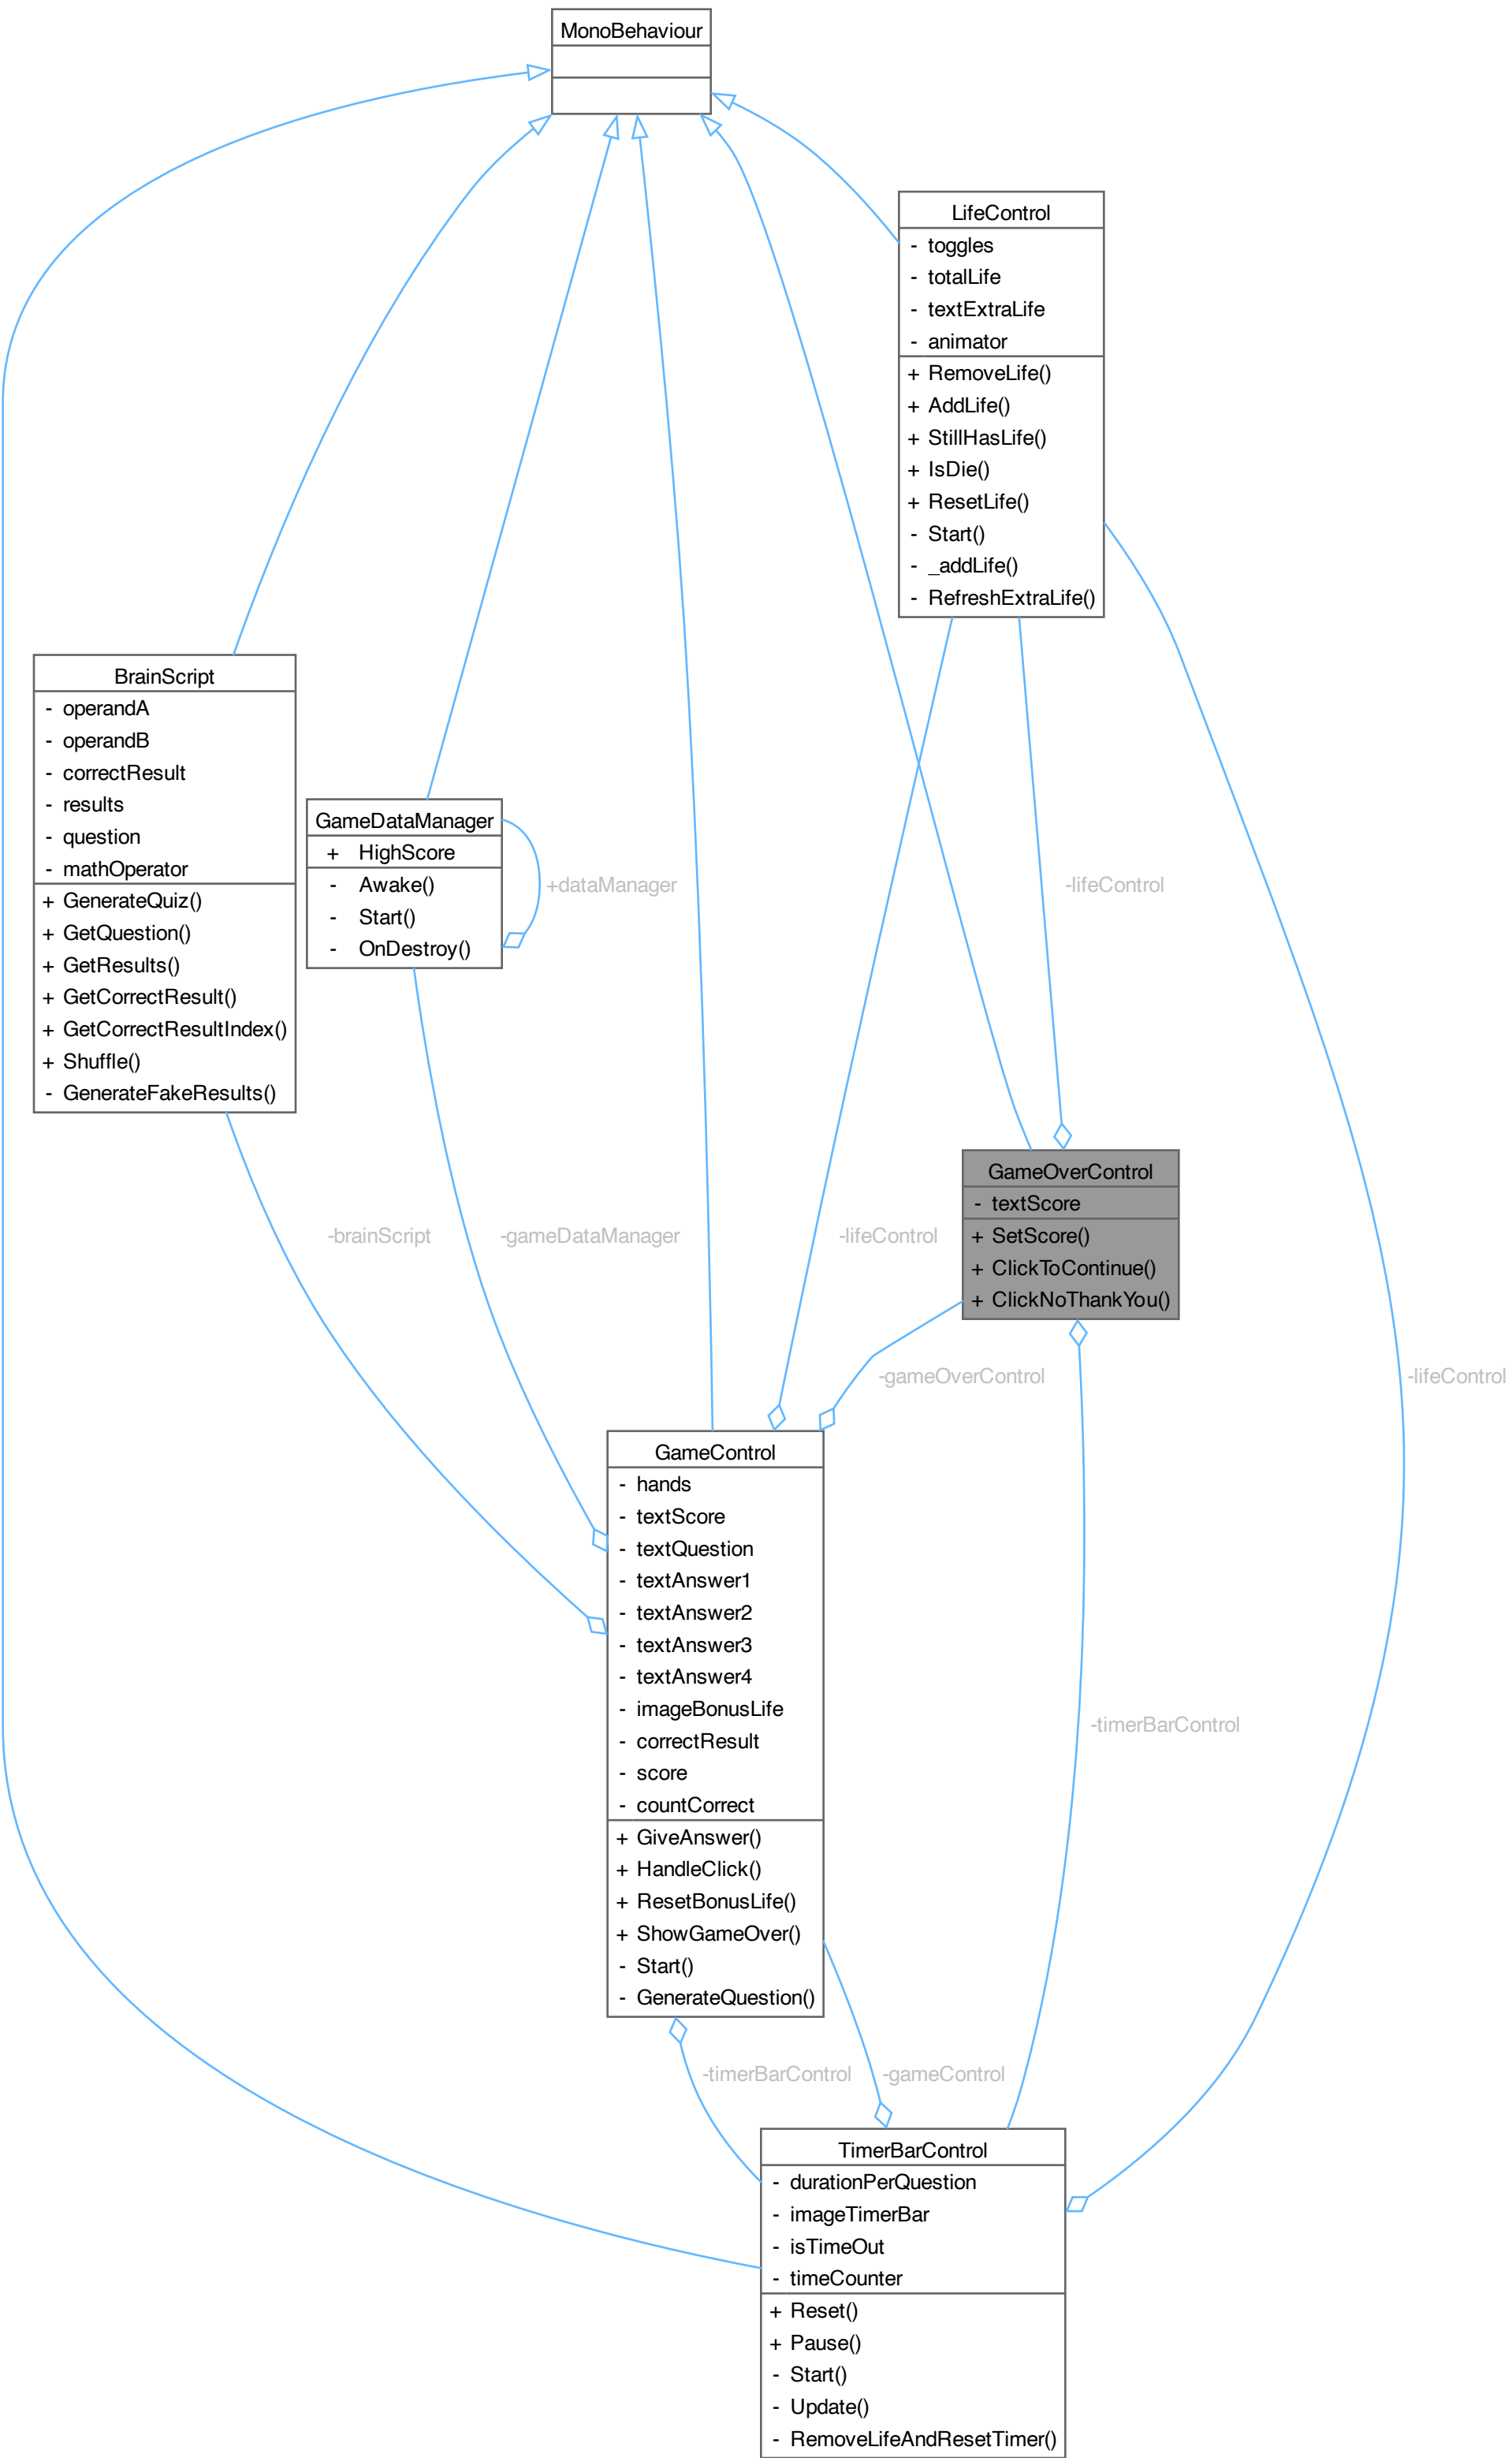 MonoBehaviour
LifeControl
- toggles
- totalLife
- textExtraLife
- animator
+ RemoveLife()
+ AddLife()
+ StillHasLife()
+ IsDie()
+ ResetLife()
- Start()
- _addLife()
- RefreshExtraLife()
BrainScript
- operandA
- operandB
- correctResult
- results
- question
- mathOperator
+ GenerateQuiz()
+ GetQuestion()
+ GetResults()
+ GetCorrectResult()
+ GetCorrectResultIndex()
+ Shuffle()
- GenerateFakeResults()
GameDataManager
+ HighScore
- Awake()
- Start()
- OnDestroy()
+dataManager
-lifeControl
GameOverControl
- textScore
+ SetScore()
+ ClickToContinue()
+ ClickNoThankYou()
-brainScript
-gameDataManager
-lifeControl
-gameOverControl
-lifeControl
GameControl
- hands
- textScore
- textQuestion
- textAnswer1
- textAnswer2
- textAnswer3
- textAnswer4
- imageBonusLife
- correctResult
- score
- countCorrect
+ GiveAnswer()
+ HandleClick()
+ ResetBonusLife()
+ ShowGameOver()
- Start()
- GenerateQuestion()
-timerBarControl
-timerBarControl
-gameControl
TimerBarControl
- durationPerQuestion
- imageTimerBar
- isTimeOut
- timeCounter
+ Reset()
+ Pause()
- Start()
- Update()
- RemoveLifeAndResetTimer()